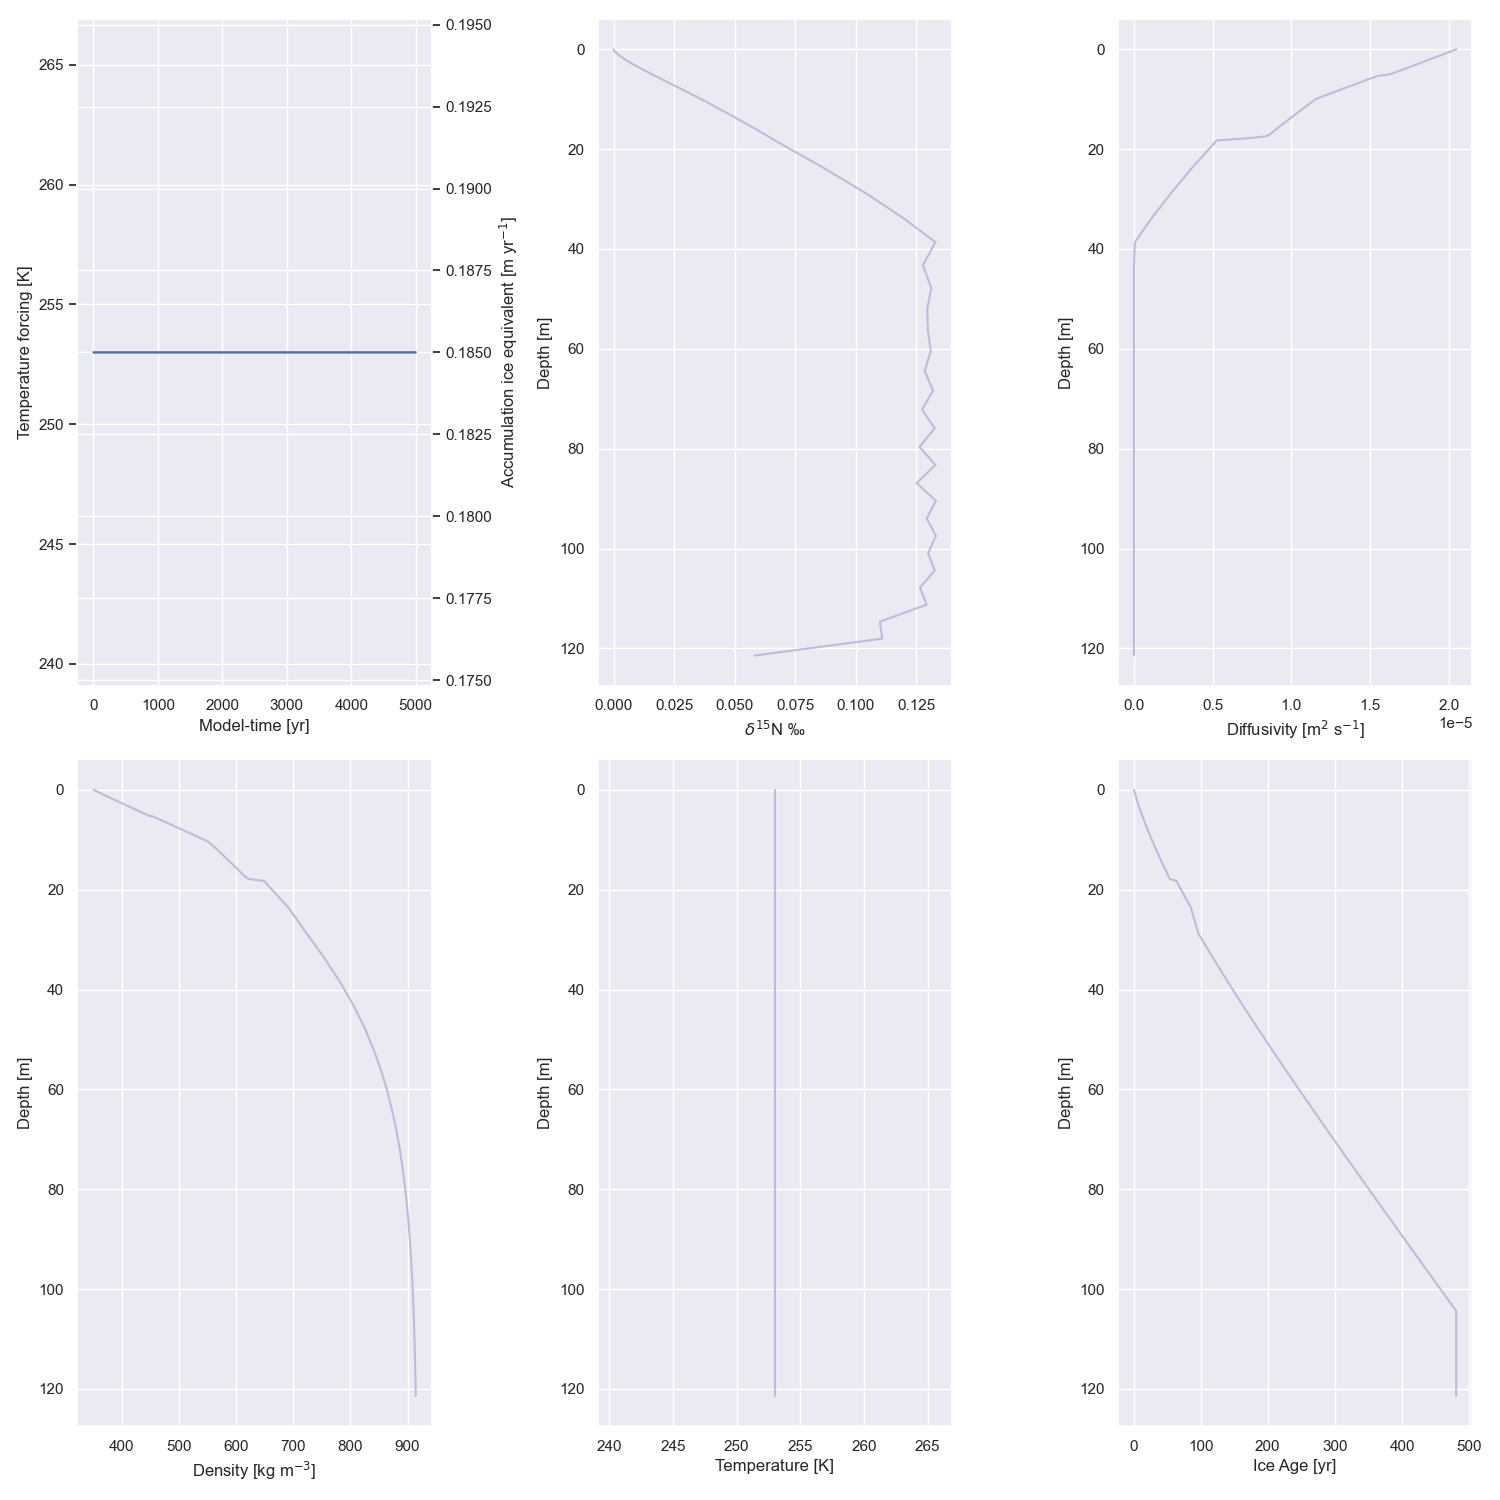 Temperature forcing [K]
265
260
255
250
245
240
0 1000 2000 3000 4000 5000
Model-time [yr]
0.1950
0.1925
0.1900
0.1875
0.1850
0.1825
0.1800
0.1775
0.1750
Accumulation ice equivalent [m yr⁻¹]
Depth [m]
0
20
40
60
80
100
120
0.000 0.025 0.050 0.075 0.100 0.125
δ¹⁵N ‰
Depth [m]
0
20
40
60
80
100
120
0.0 0.5 1.0 1.5 2.0
1e−5
Diffusivity [m² s⁻¹]
Depth [m]
0
20
40
60
80
100
120
400 500 600 700 800 900
Density [kg m⁻³]
Depth [m]
0
20
40
60
80
100
120
240 245 250 255 260 265
Temperature [K]
Depth [m]
0
20
40
60
80
100
120
0 100 200 300 400 500
Ice Age [yr]